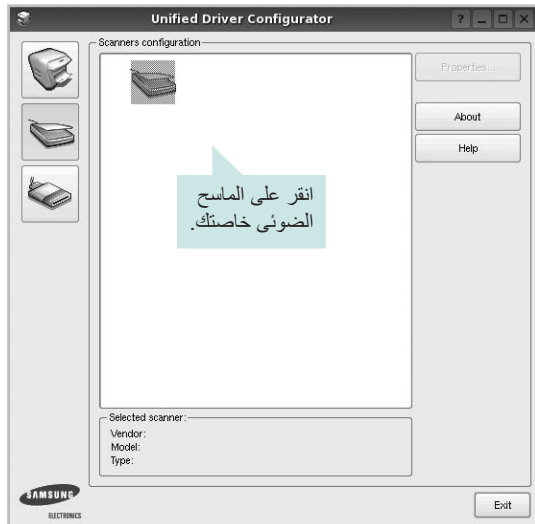 Unified Driver Configurator
Scanners configuration
Properties...
About
Help
انقر على الماسح
الضوئى خاصتك.
Selected scanner:
Vendor:
Model:
Type:
SAMSUNG
ELECTRONICS
Exit